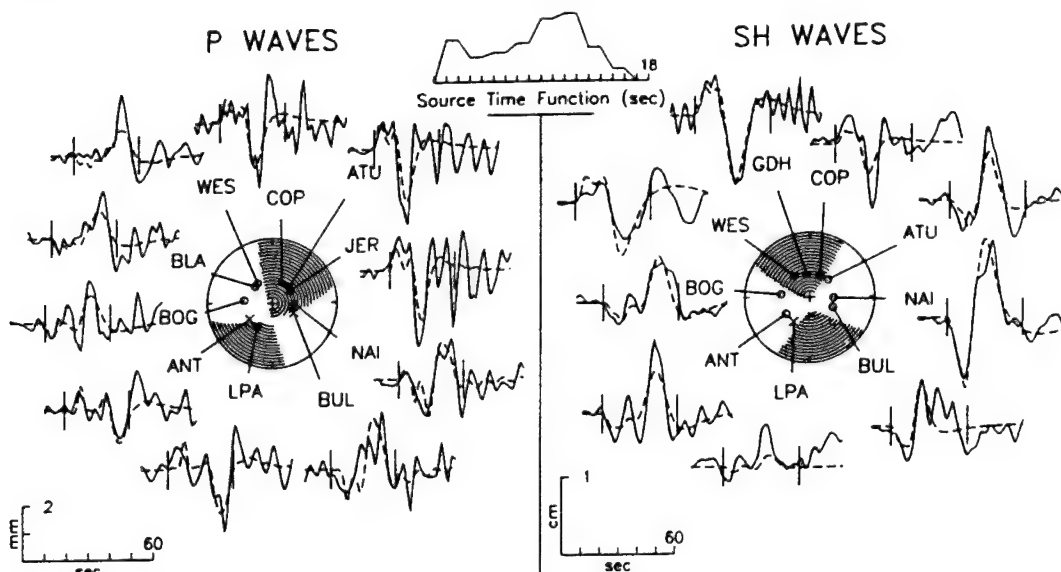 P WAVES
SH WAVES
18
Source Time Function (sec)
WES
COP
ATU
BLA
JER
BOG
NAI
ANT
LPA
BUL
2
mm
60
sec
GDH
COP
WES
ATU
BOG
NAI
ANT
LPA
BUL
1
cm
60
sec